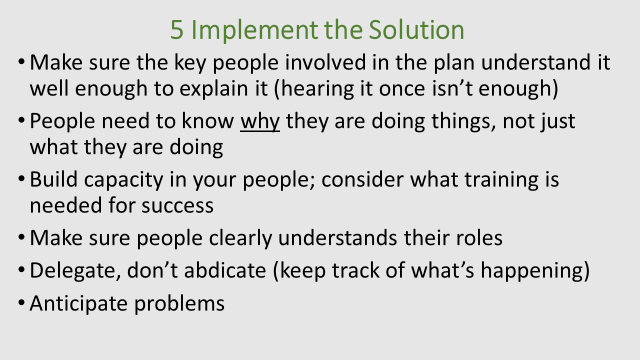 5 Implement the Solution
• Make sure the key people involved in the plan understand it
well enough to explain it (hearing it once isn’t enough)
• People need to know why they are doing things, not just
what they are doing
• Build capacity in your people; consider what training is
needed for success
• Make sure people clearly understands their roles
• Delegate, don’t abdicate (keep track of what’s happening)
• Anticipate problems